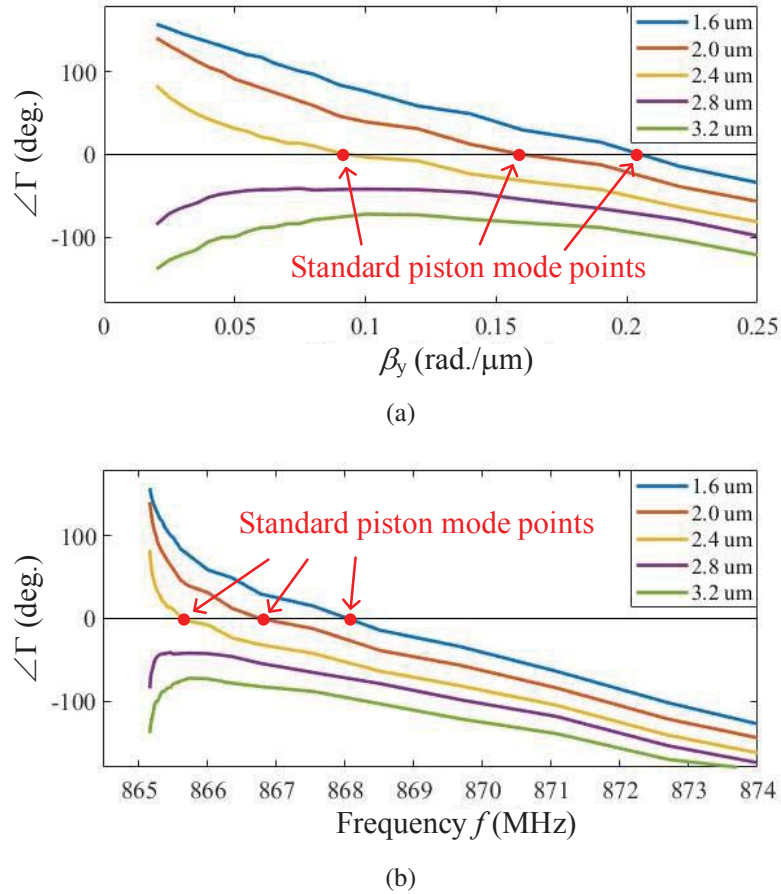 100
0
-100
∠Γ (deg.)
1.6 um
2.0 um
2.4 um
2.8 um
3.2 um
Standard piston mode points
0 0.05 0.1 0.15 0.2 0.25
βy (rad./μm)
(a)
100
0
-100
∠Γ (deg.)
Standard piston mode points
1.6 um
2.0 um
2.4 um
2.8 um
3.2 um
865 866 867 868 869 870 871 872 873 874
Frequency f (MHz)
(b)